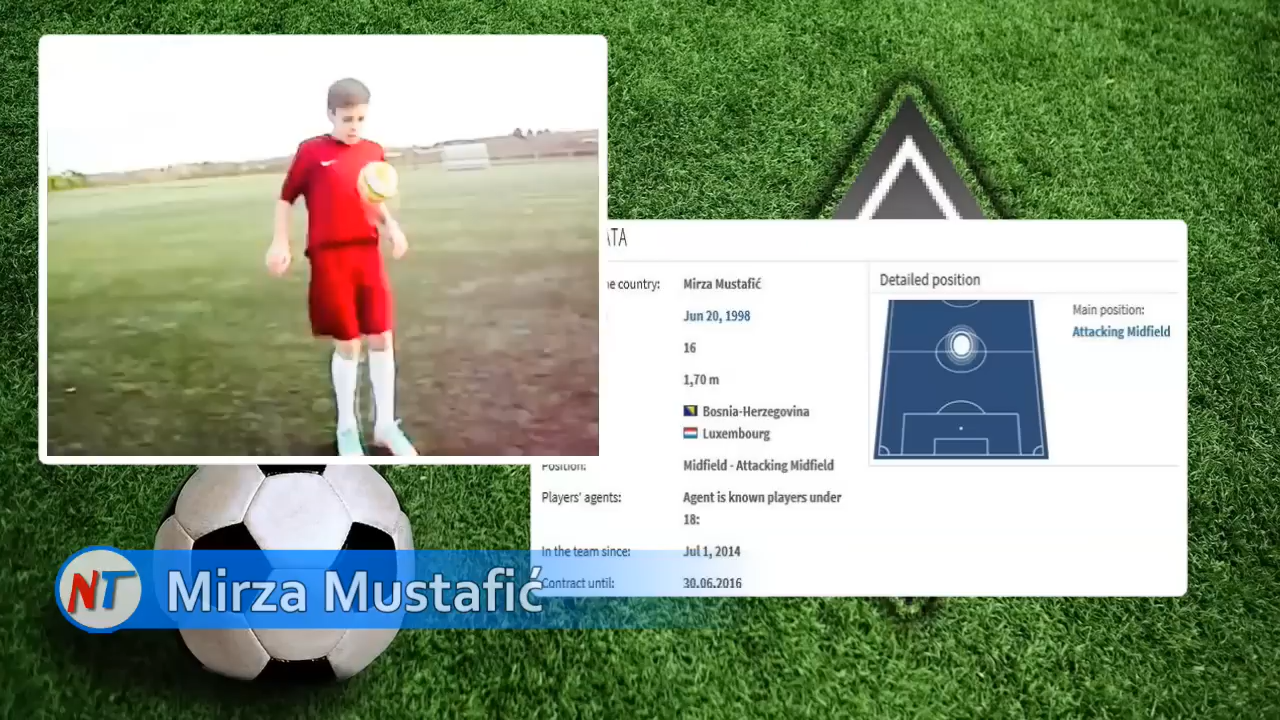 ATA
e country: Mirza Mustafić
Jun 20, 1998
16
1,70 m
Bosnia-Herzegovina
Luxembourg
Position: Midfield - Attacking Midfield
Players' agents: Agent is known players under
18:
In the team since: Jul 1, 2014
Contract until: 30.06.2016
Detailed position
Main position:
Attacking Midfield
NT Mirza Mustafić